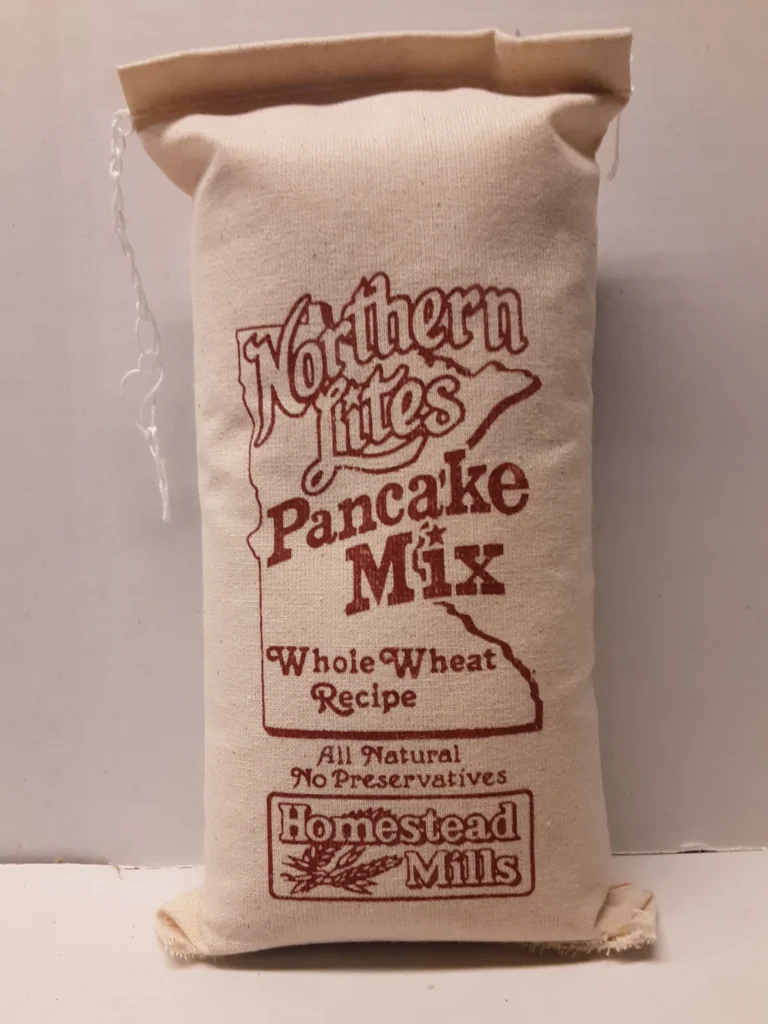 Northern
Lites
Pancake
Mix
Whole Wheat
Recipe
All Natural
No Preservatives
Homestead
Mills